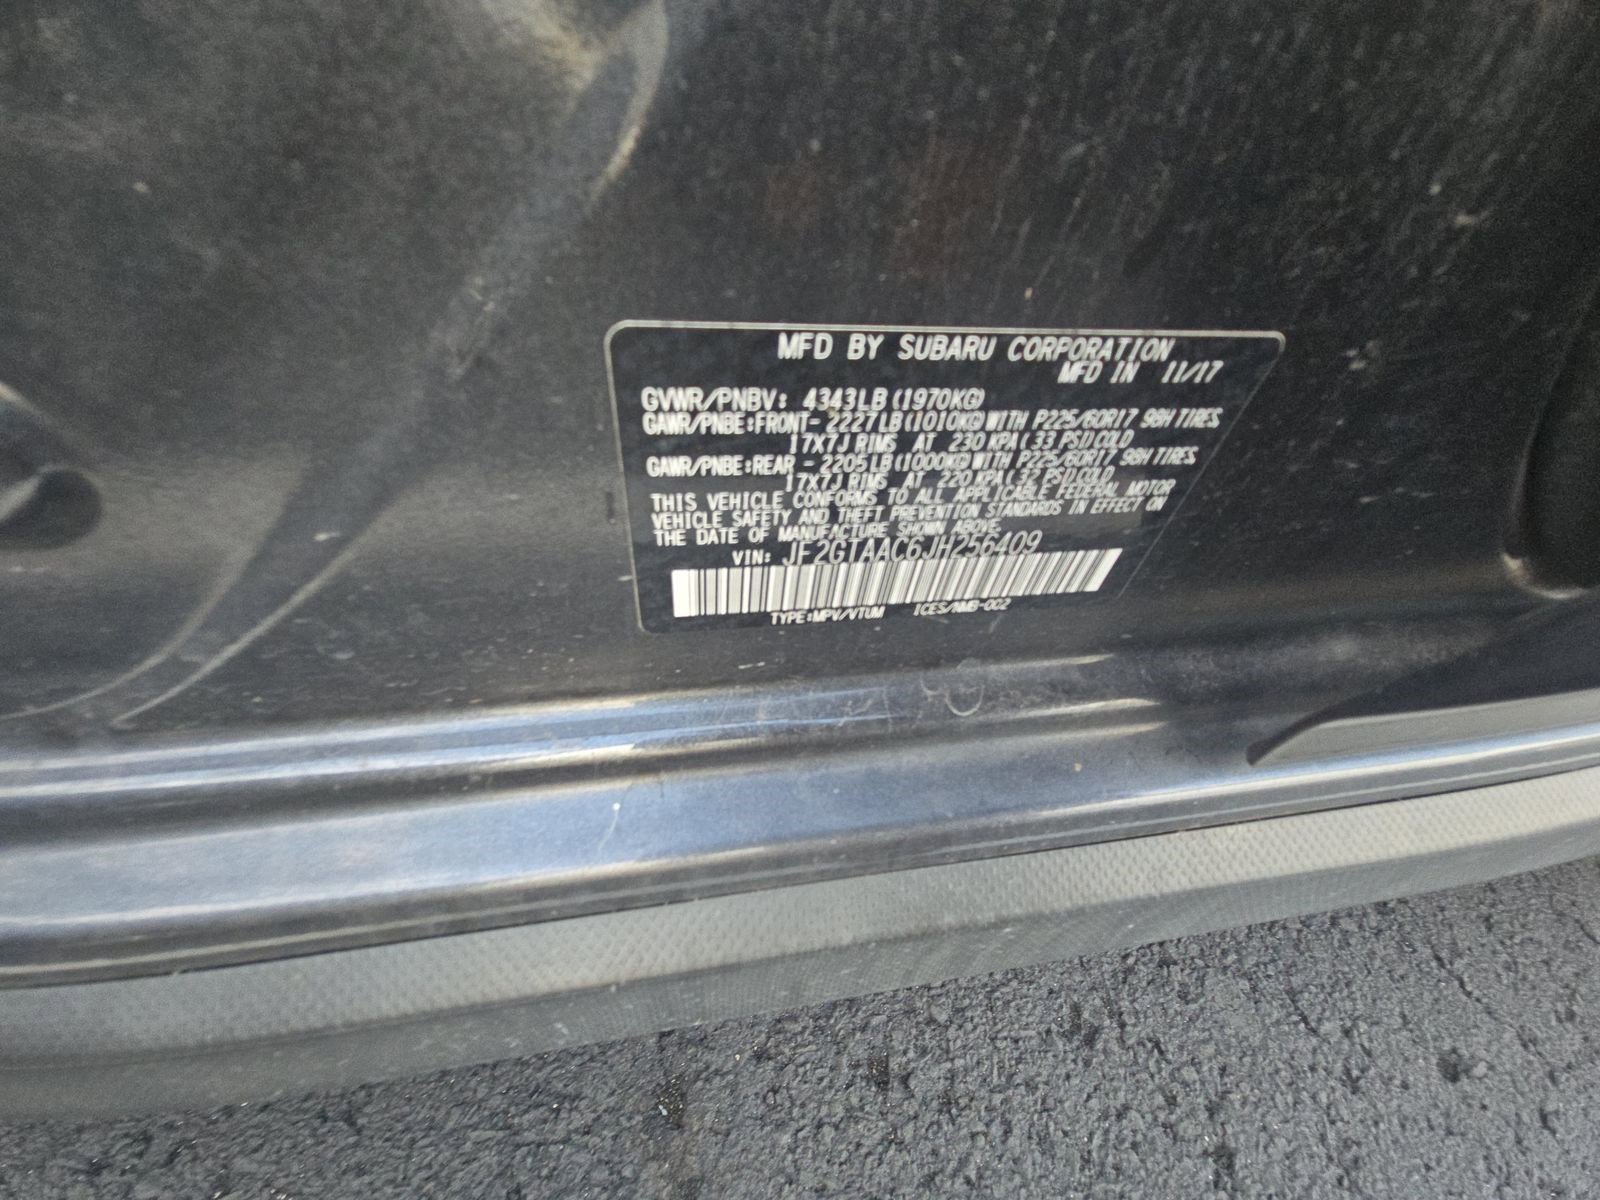 MFD BY SUBARU CORPORATION
MFD IN 11/17
GVWR/PNBV: 4343LB(1970KG)
GAWR/PNBE:FRONT- 2227LB(1010KG)WITH P225/60R17 98H TIRES
17X7J RIMS AT 230 KPA( 33 PSI)COLD
GAWR/PNBE:REAR - 2205LB(1000KG)WITH P225/60R17 98H TIRES
17X7J RIMS AT 220 KPA( 32 PSI)COLD
THIS VEHICLE CONFORMS TO ALL APPLICABLE FEDERAL MOTOR
VEHICLE SAFETY AND THEFT PREVENTION STANDARDS IN EFFECT ON
THE DATE OF MANUFACTURE SHOWN ABOVE
VIN: JF2GTAAC6JH256409
TYPE:MPV/VTUM ICES/NMB-002